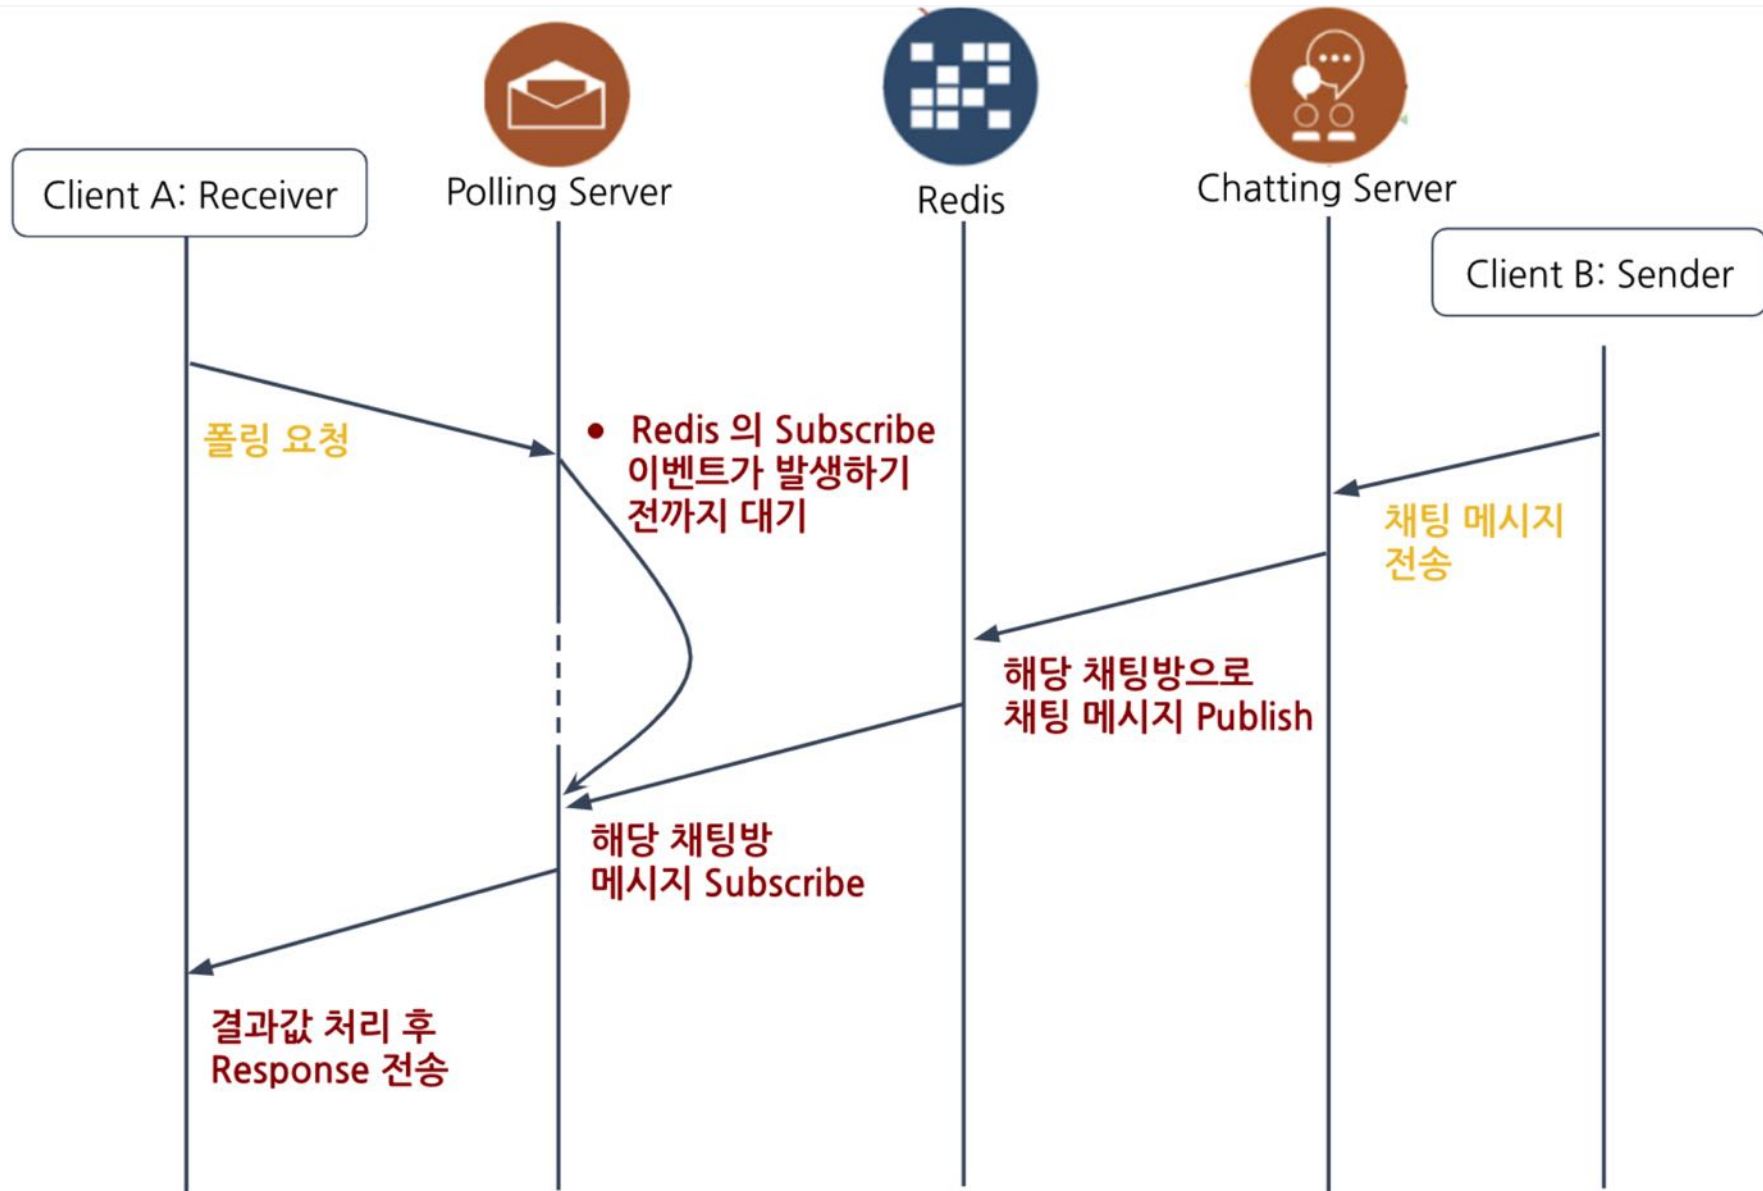 Client A: Receiver
Polling Server
Redis
Chatting Server
Client B: Sender
폴링 요청
• Redis 의 Subscribe
이벤트가 발생하기
전까지 대기
채팅 메시지
전송
해당 채팅방으로
채팅 메시지 Publish
해당 채팅방
메시지 Subscribe
결과값 처리 후
Response 전송